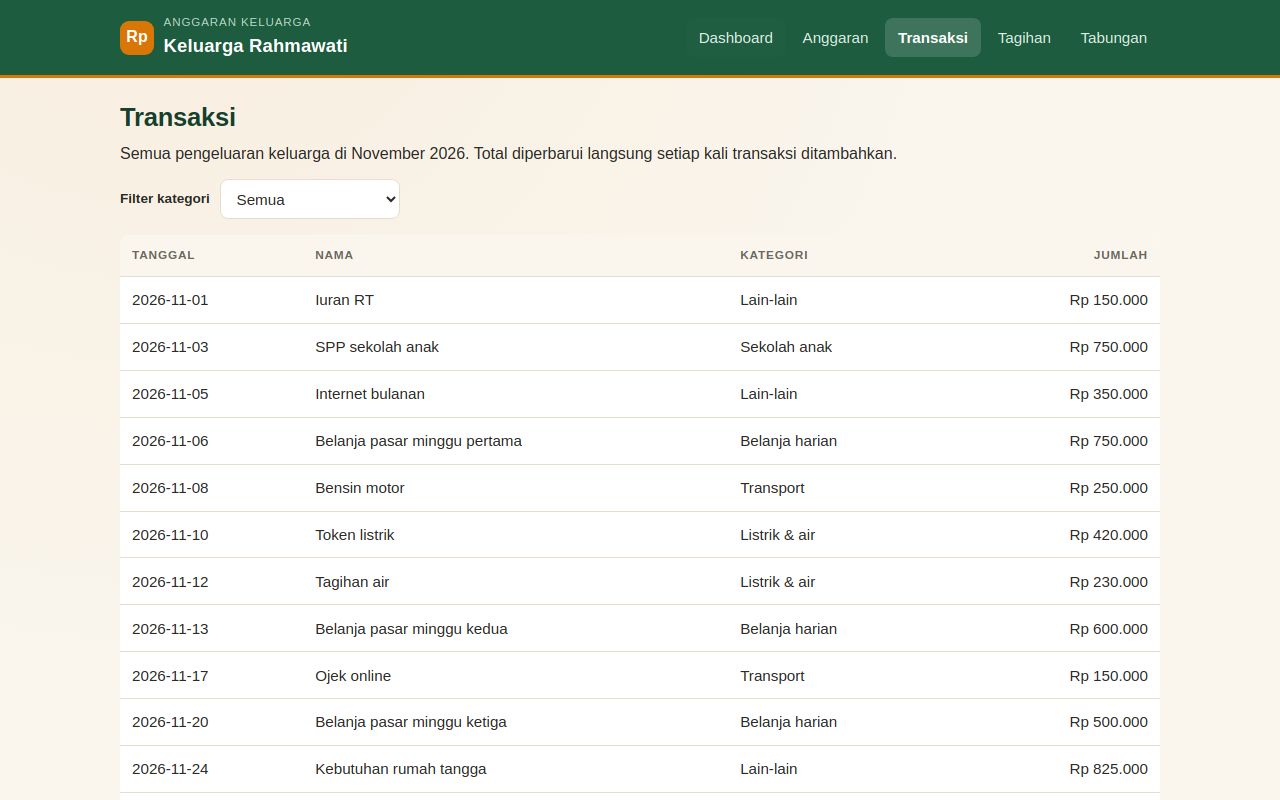 Rp
ANGGARAN KELUARGA
Keluarga Rahmawati
Dashboard Anggaran Transaksi Tagihan Tabungan
Transaksi
Semua pengeluaran keluarga di November 2026. Total diperbarui langsung setiap kali transaksi ditambahkan.
Filter kategori Semua
TANGGAL NAMA KATEGORI JUMLAH
2026-11-01 Iuran RT Lain-lain Rp 150.000
2026-11-03 SPP sekolah anak Sekolah anak Rp 750.000
2026-11-05 Internet bulanan Lain-lain Rp 350.000
2026-11-06 Belanja pasar minggu pertama Belanja harian Rp 750.000
2026-11-08 Bensin motor Transport Rp 250.000
2026-11-10 Token listrik Listrik & air Rp 420.000
2026-11-12 Tagihan air Listrik & air Rp 230.000
2026-11-13 Belanja pasar minggu kedua Belanja harian Rp 600.000
2026-11-17 Ojek online Transport Rp 150.000
2026-11-20 Belanja pasar minggu ketiga Belanja harian Rp 500.000
2026-11-24 Kebutuhan rumah tangga Lain-lain Rp 825.000